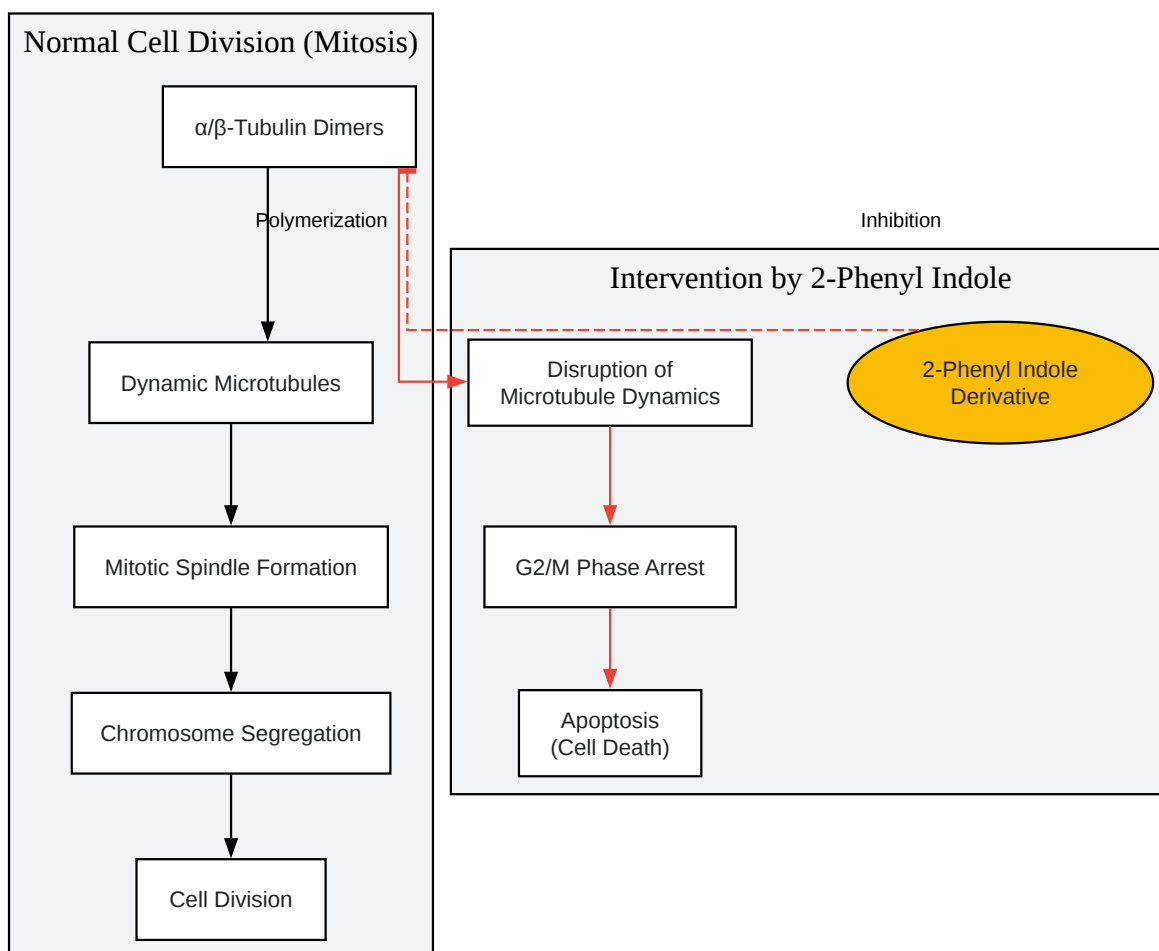 Normal Cell Division (Mitosis)
α/β-Tubulin Dimers
Polymerization
Dynamic Microtubules
Mitotic Spindle Formation
Chromosome Segregation
Cell Division
Inhibition
Intervention by 2-Phenyl Indole
Disruption of
Microtubule Dynamics
2-Phenyl Indole
Derivative
G2/M Phase Arrest
Apoptosis
(Cell Death)